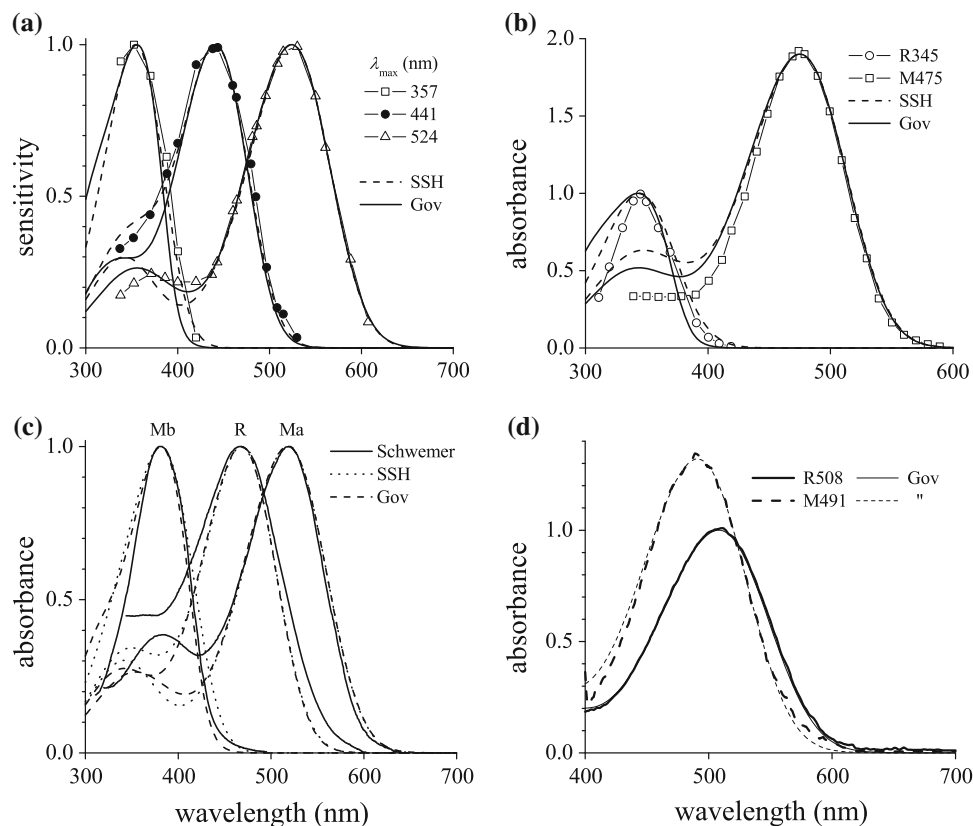 (a)
sensitivity
1.0
0.5
0.0
300 400 500 600 700
λmax (nm)
357
441
524
SSH
Gov
(b)
absorbance
2.0
1.5
1.0
0.5
0.0
300 400 500 600
R345
M475
SSH
Gov
(c)
absorbance
1.0
0.5
0.0
Mb R Ma
Schwemer
SSH
Gov
300 400 500 600 700
wavelength (nm)
(d)
absorbance
1.0
0.5
0.0
R508 Gov
M491 "
400 500 600 700
wavelength (nm)